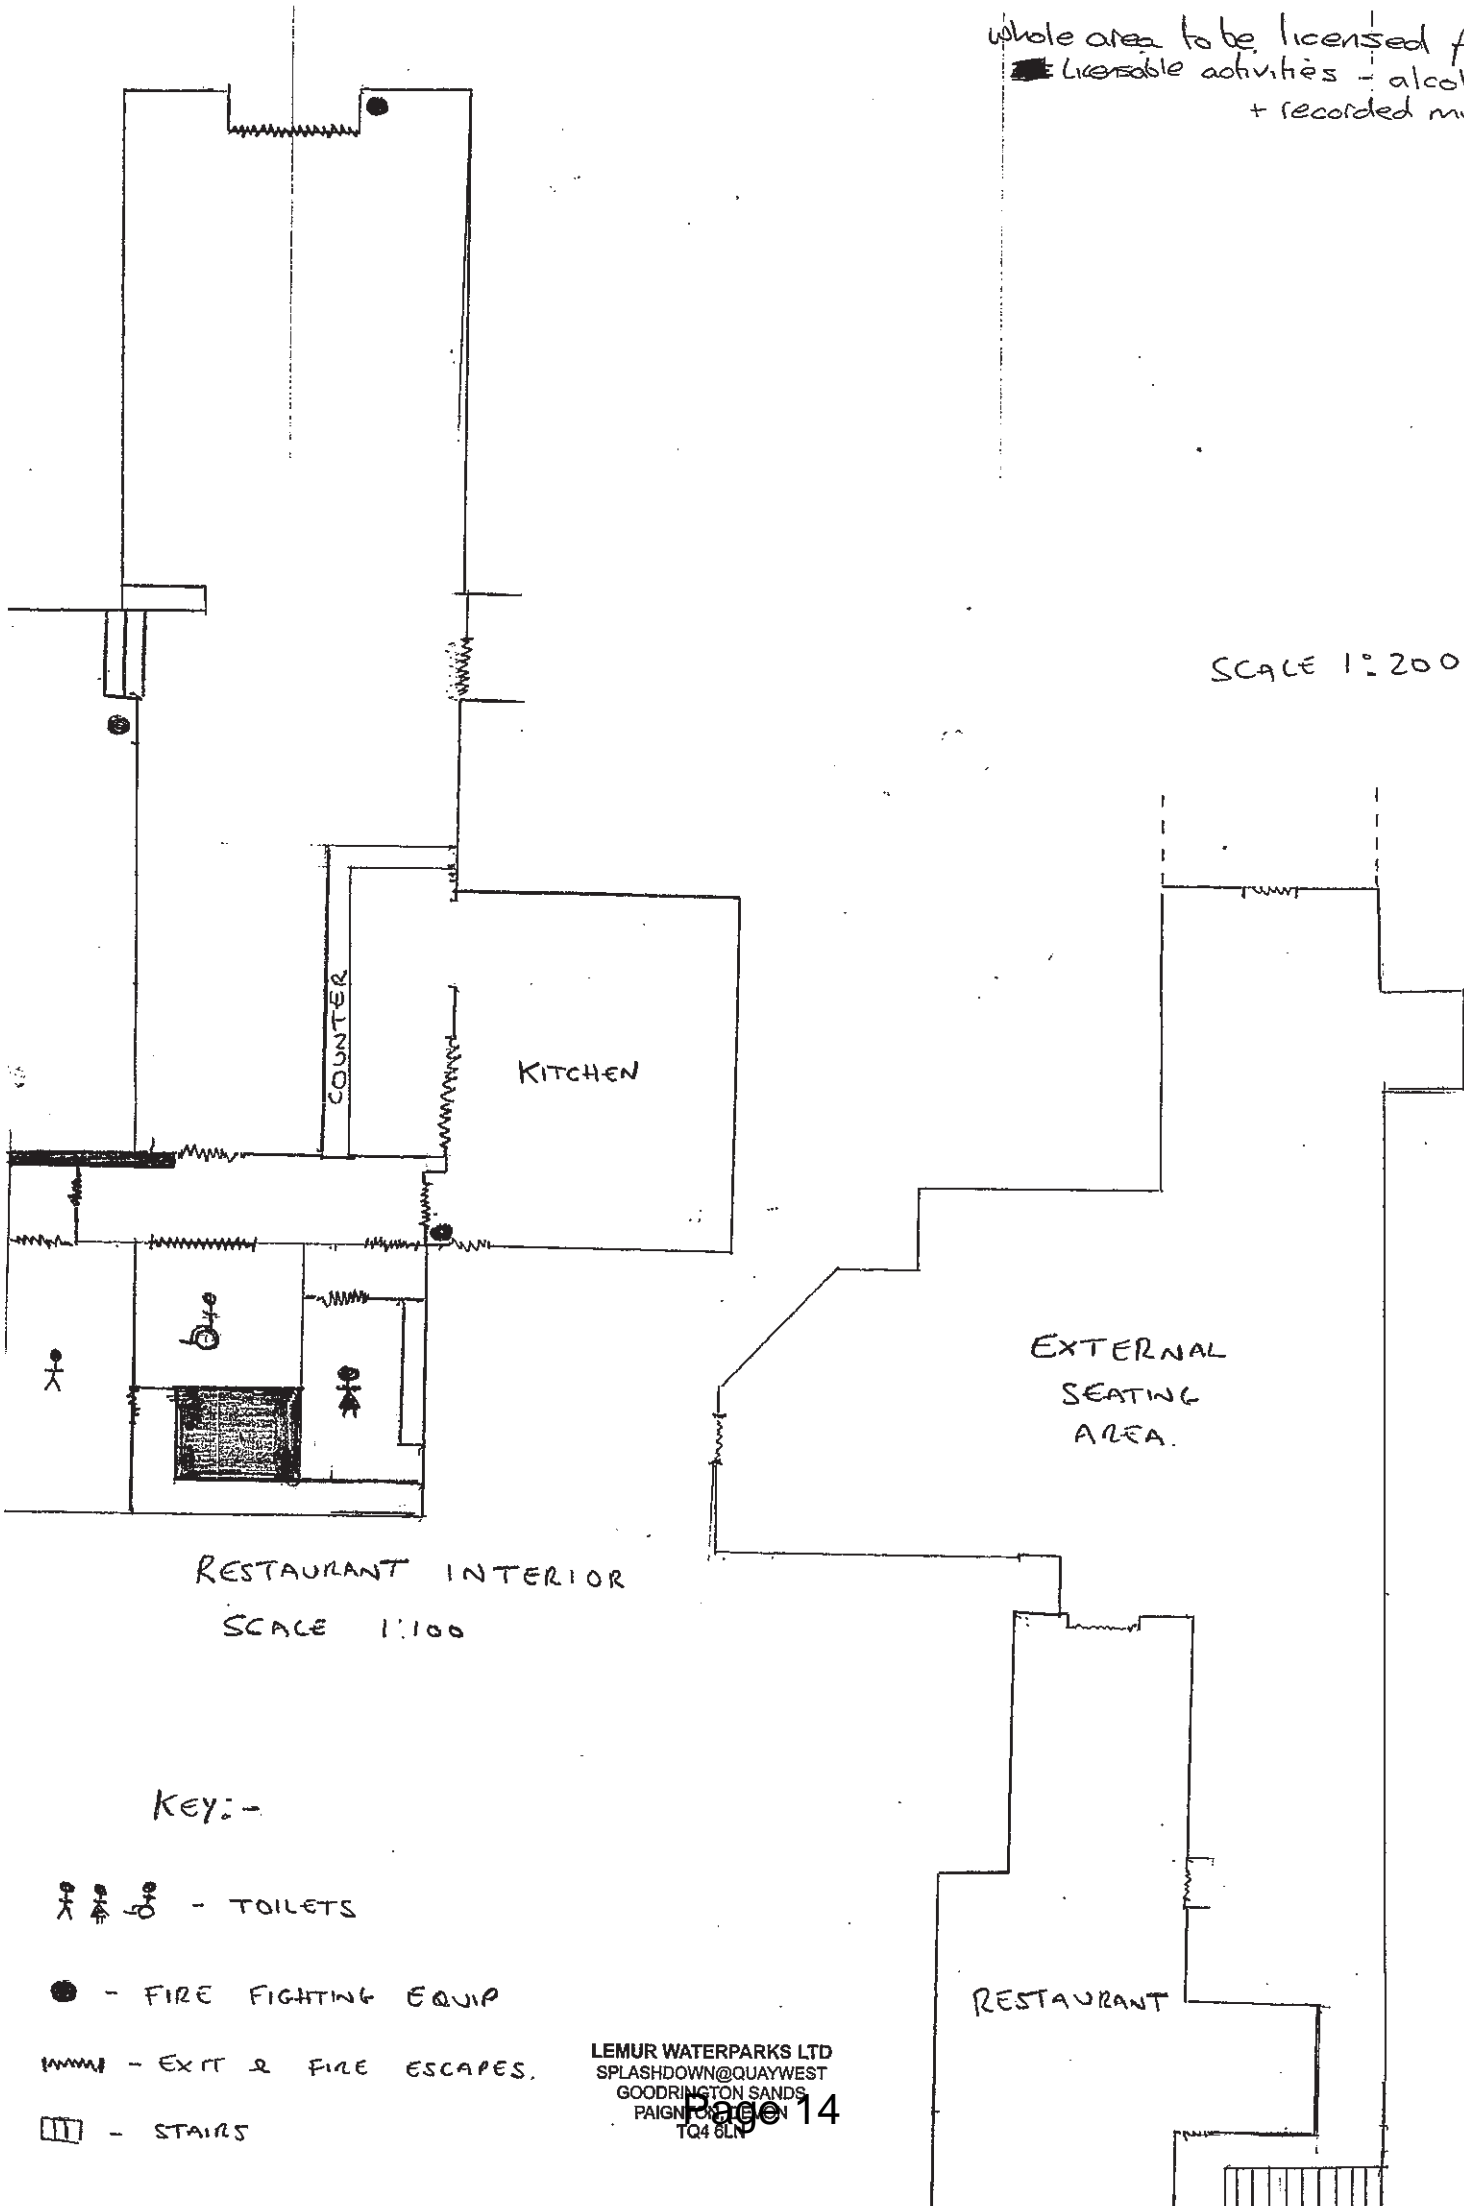 whole area to be licensed
Licensable activities -
+ recorded
SCALE 1:200
COUNTER
KITCHEN
EXTERNAL
SEATING
AREA.
RESTAURANT INTERIOR
SCALE 1:100
RESTAURANT
KEY:-
- TOILETS
- FIRE FIGHTING EQUIP
- EXIT & FIRE ESCAPES.
- STAIRS
LEMUR WATERPARKS LTD
SPLASHDOWN@QUAYWEST
GOODRINGTON SANDS
PAIGNTON DEVON
TQ4 6LN
Page 14